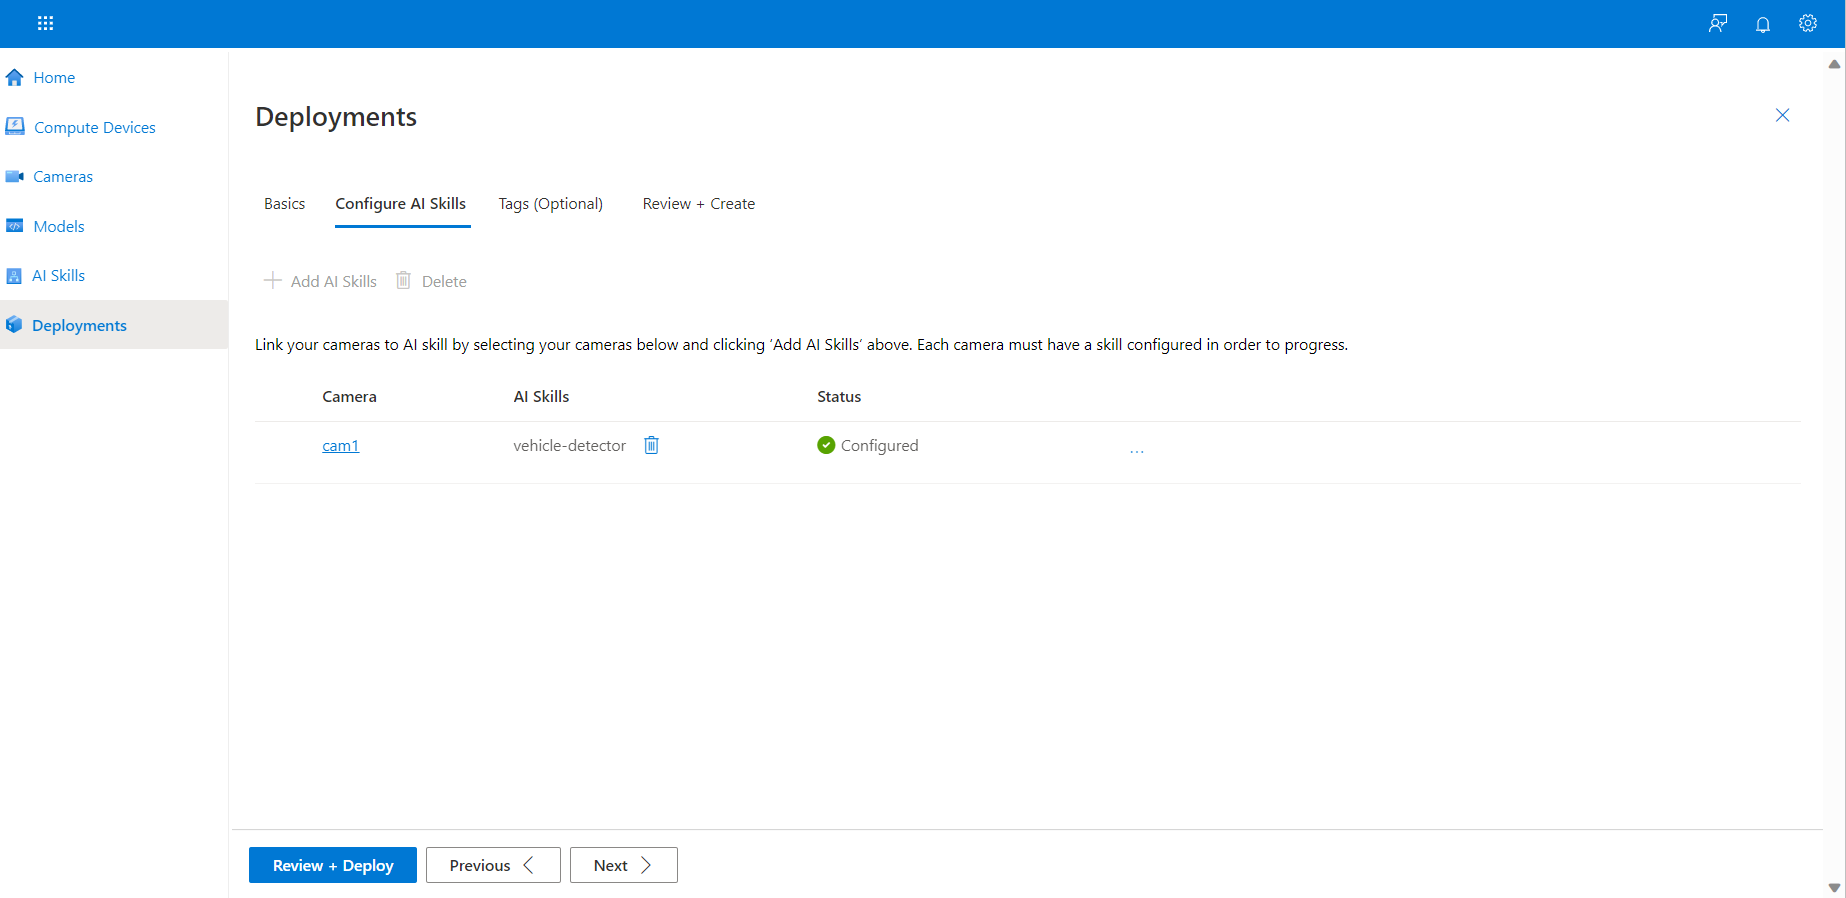 Home
Compute Devices
Cameras
Models
AI Skills
Deployments
Deployments
Basics Configure AI Skills Tags (Optional) Review + Create
Add AI Skills Delete
Link your cameras to AI skill by selecting your cameras below and clicking ‘Add AI Skills’ above. Each camera must have a skill configured in order to progress.
Camera AI Skills Status
cam1 vehicle-detector Configured ...
Review + Deploy Previous Next